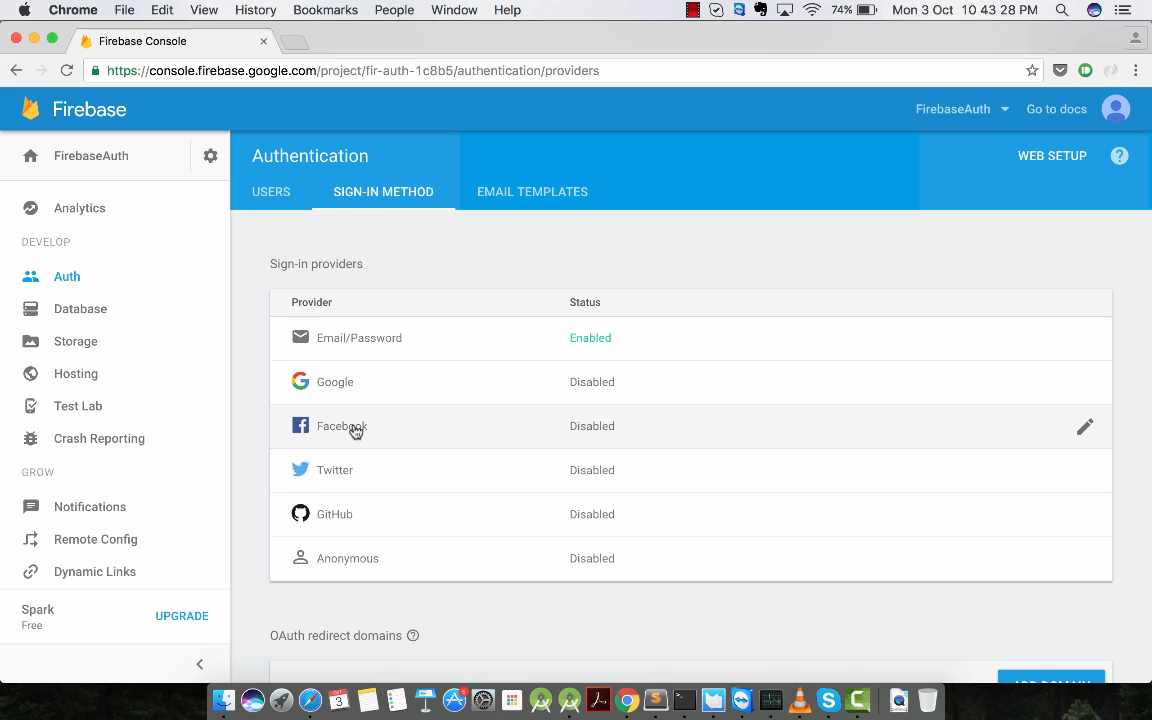 Chrome File Edit View History Bookmarks People Window Help 74% Mon 3 Oct 10 43 28 PM
Firebase Console
https://console.firebase.google.com/project/fir-auth-1c8b5/authentication/providers
Firebase FirebaseAuth Go to docs
FirebaseAuth
Authentication WEB SETUP ?
USERS SIGN-IN METHOD EMAIL TEMPLATES
Analytics
DEVELOP
Auth
Database
Storage
Hosting
Test Lab
Crash Reporting
GROW
Notifications
Remote Config
Dynamic Links
Spark
Free
UPGRADE
Sign-in providers
Provider Status
Email/Password Enabled
Google Disabled
Facebook Disabled
Twitter Disabled
GitHub Disabled
Anonymous Disabled
OAuth redirect domains ?
ADD DOMAIN
3